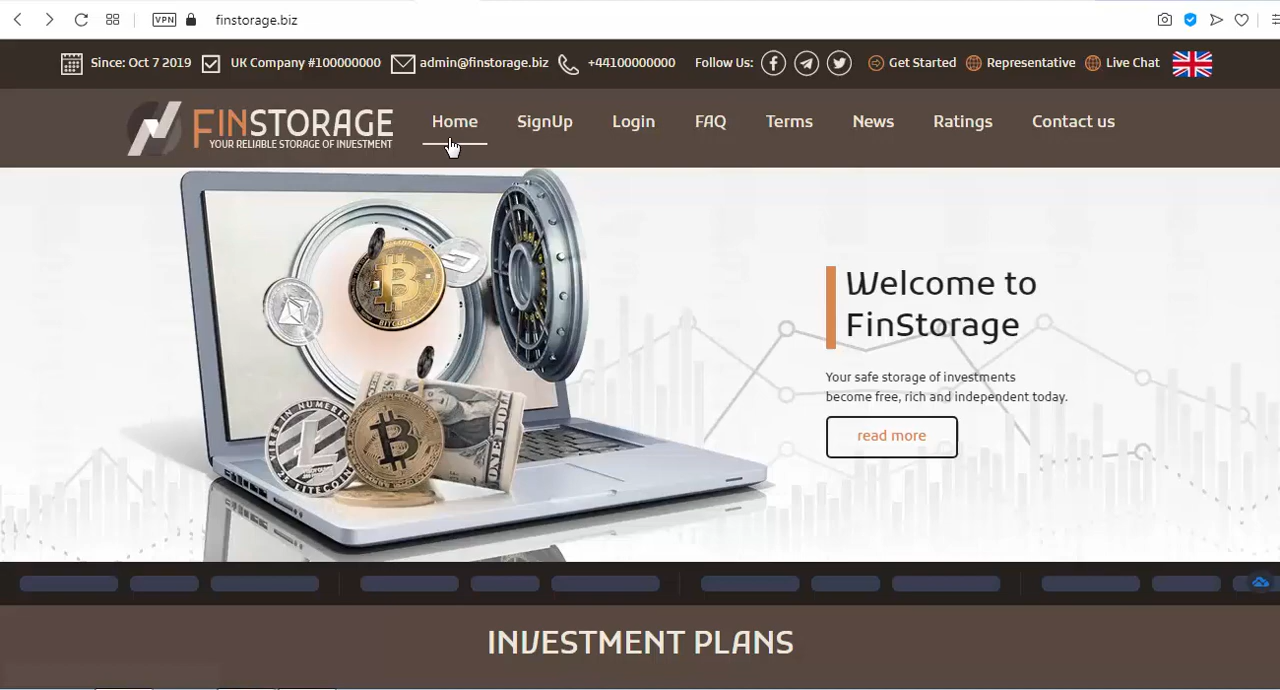 VPN finstorage.biz
Since: Oct 7 2019 UK Company #100000000 admin@finstorage.biz +44100000000 Follow Us: Get Started Representative Live Chat
FINSTORAGE
YOUR RELIABLE STORAGE OF INVESTMENT
Home SignUp Login FAQ Terms News Ratings Contact us
Welcome to
FinStorage
Your safe storage of investments
become free, rich and independent today.
read more
INVESTMENT PLANS